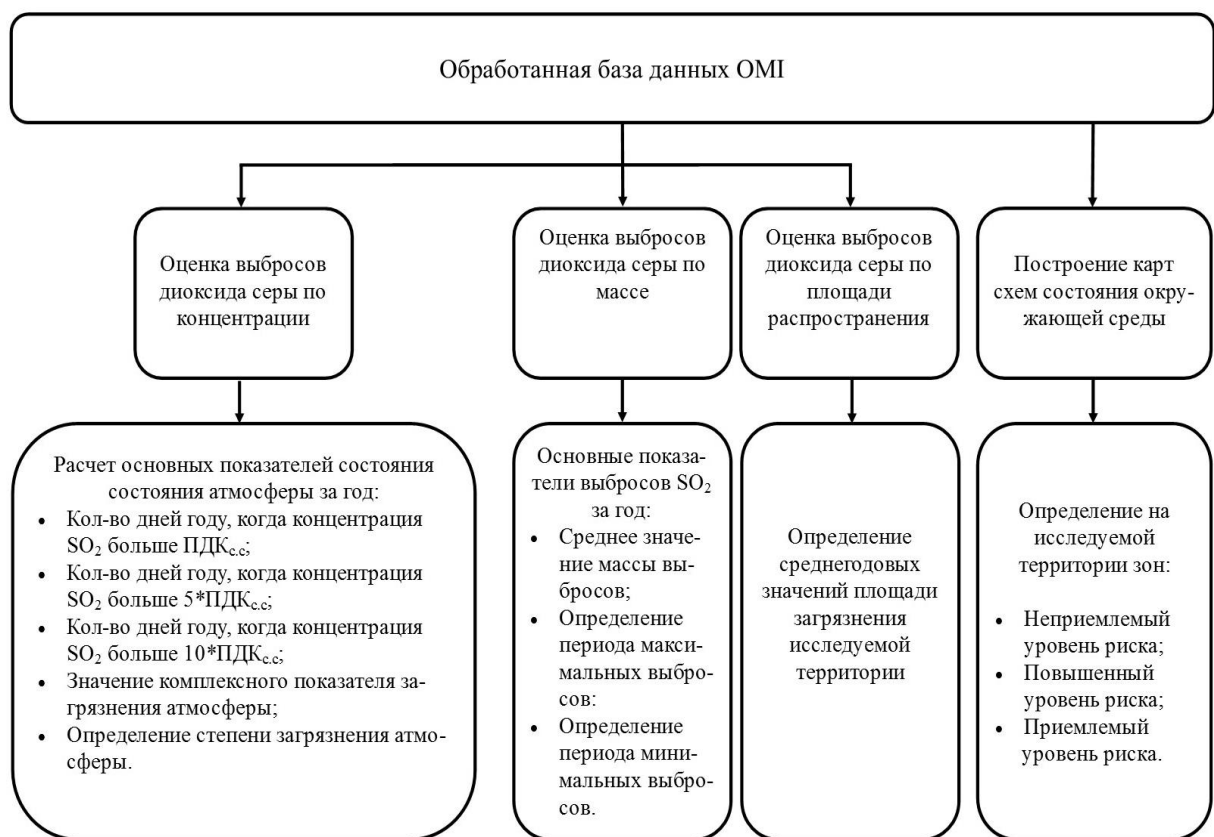 Обработанная база данных OMI
Оценка выбросов
диоксида серы по
концентрации
Оценка выбросов
диоксида серы по
массе
Оценка выбросов
диоксида серы по
площади
распространения
Построение карт
схем состояния окру-
жающей среды
Расчет основных показателей состояния
состояния атмосферы за год:
• Кол-во дней году, когда концентрация
SO₂ больше ПДКс.с;
• Кол-во дней году, когда концентрация
SO₂ больше 5*ПДКс.с;
• Кол-во дней году, когда концентрация
SO₂ больше 10*ПДКс.с;
• Значение комплексного показателя за-
грязнения атмосферы;
• Определение степени загрязнения атмо-
сферы.
Основные показа-
тели выбросов SO₂
за год:
• Среднее значе-
ние массы вы-
бросов;
• Определение
периода макси-
мальных выбро-
сов:
• Определение
периода мини-
мальных выбро-
сов.
Определение
среднегодовых
значений площади
загрязнения
исследуемой
территории
Определение на
исследуемой
территории зон:
• Неприемлемый
уровень риска;
• Повышенный
уровень риска;
• Приемлемый
уровень риска.